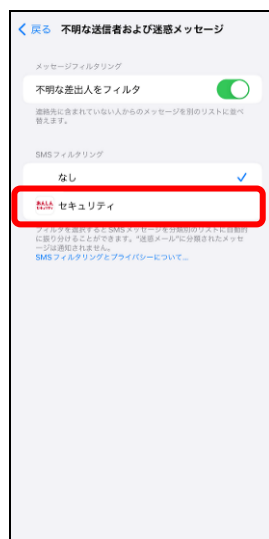 戻る 不明な送信者および迷惑メッセージ
メッセージフィルタリング
不明な差出人をフィルタ
連絡先に含まれていない人からのメッセージを別のリストに並べ
替えます。
SMSフィルタリング
なし
セキュリティ
フィルタを選択するとSMSメッセージを分類別のリストに自動的
に振り分けることができます。"迷惑メール"に分類されたメッセ
ージは通知されません。
SMSフィルタリングとプライバシーについて...